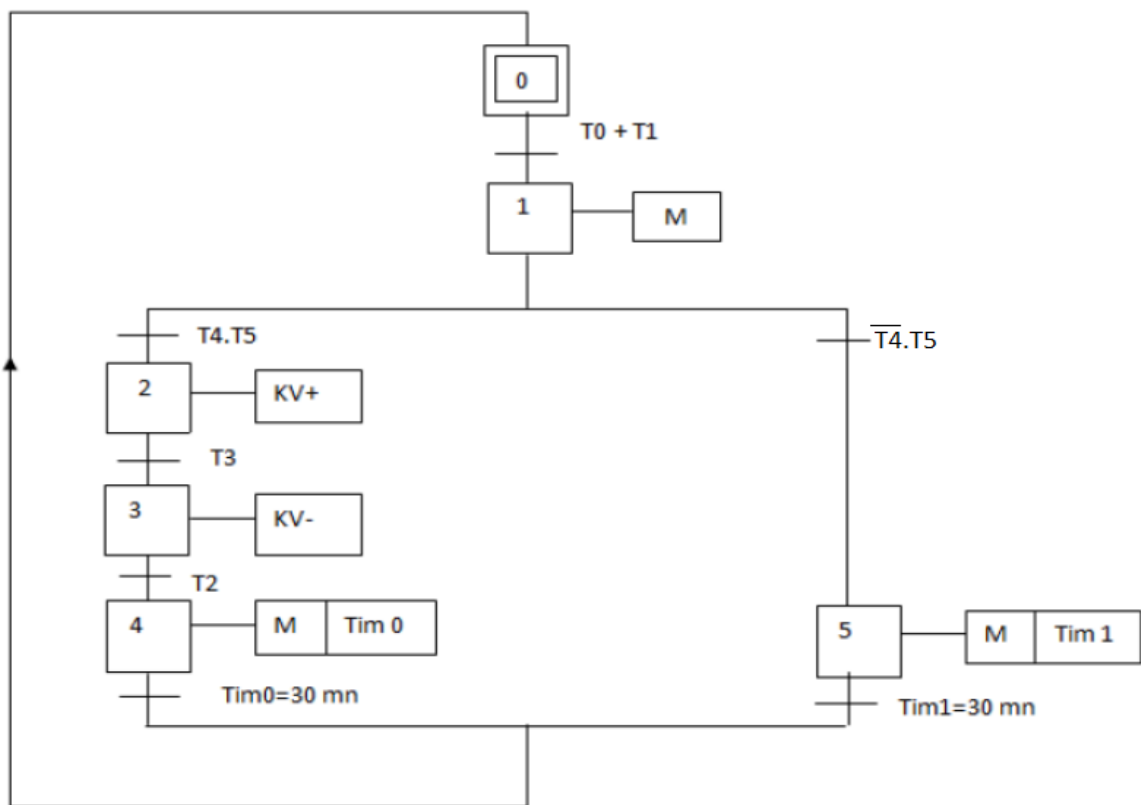 0
T0 + T1
1
M
T4.T5
T̅4̅.T5
2
KV+
T3
3
KV-
T2
4
M
Tim 0
5
M
Tim 1
Tim0=30 mn
Tim1=30 mn